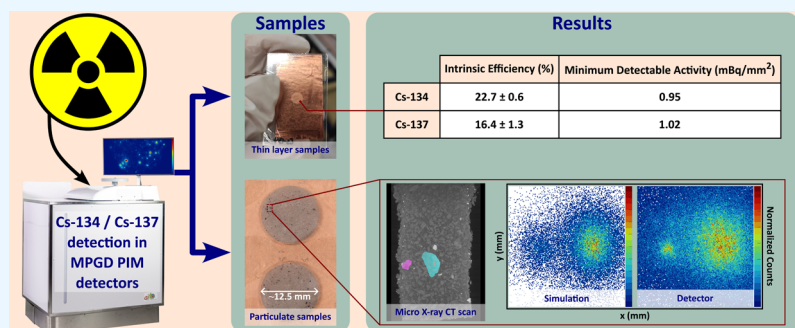 Samples
Results
Intrinsic Efficiency (%) Minimum Detectable Activity (mBq/mm²)
Cs-134 22.7 ± 0.6 0.95
Cs-137 16.4 ± 1.3 1.02
Thin layer samples
Cs-134 / Cs-137
detection in
MPGD PIM
detectors
~12.5 mm
Particulate samples
Micro X-ray CT scan
y (mm)
Simulation
Detector
x (mm)
Normalized Counts